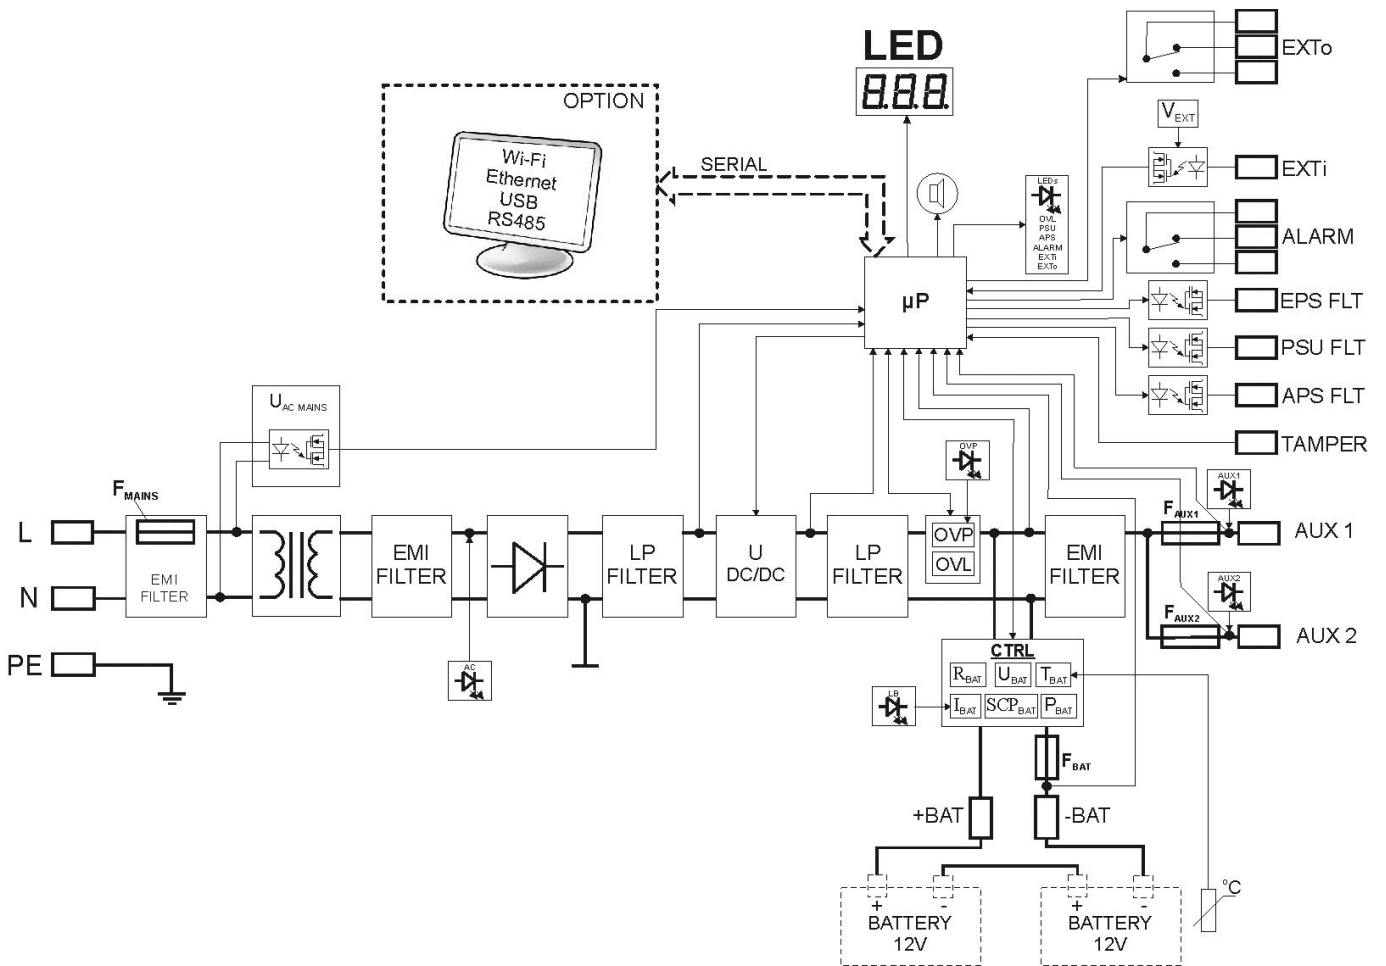 LED
8.8.8.
EXTo
OPTION
Wi-Fi
Ethernet
USB
RS485
SERIAL
VEXT
EXTi
LEDs
OVL
PSU
APS
ALARM
EXTi
EXTo
ALARM
µP
EPS FLT
PSU FLT
APS FLT
TAMPER
UAC MAINS
FMAINS
OVP
AUX1
FAUX1
L
EMI
FILTER
EMI
FILTER
LP
FILTER
U
DC/DC
LP
FILTER
OVP
OVL
EMI
FILTER
AUX 1
N
AUX2
FAUX2
AUX 2
PE
AC
CTRL
RBAT
UBAT
TBAT
LB
IBAT
SCPBAT
PBAT
FBAT
+BAT
-BAT
°C
+
-
BATTERY
12V
+
-
BATTERY
12V